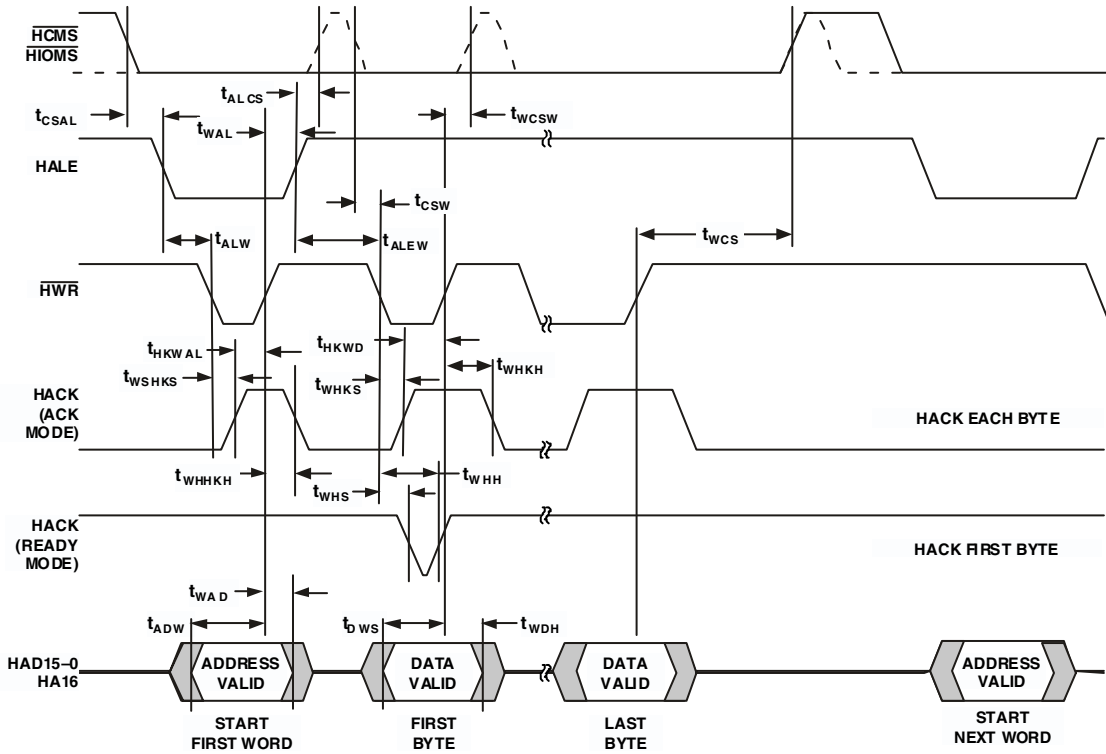 HCMS
HIOMS
tALCS
tCSAL
tWAL
tWCSW
HALE
tCSW
tALW
tALEW
tWCS
HWR
tHKWAL
tHKWD
tWHKH
tWSHKS
tWHKS
HACK
(ACK
MODE)
HACK EACH BYTE
tWHHKH
tWHS
tWHH
HACK
(READY
MODE)
HACK FIRST BYTE
tWAD
tADW
tDWS
tWDH
HAD15–0
HA16
ADDRESS
VALID
DATA
VALID
DATA
VALID
ADDRESS
VALID
START
FIRST WORD
FIRST
BYTE
LAST
BYTE
START
NEXT WORD